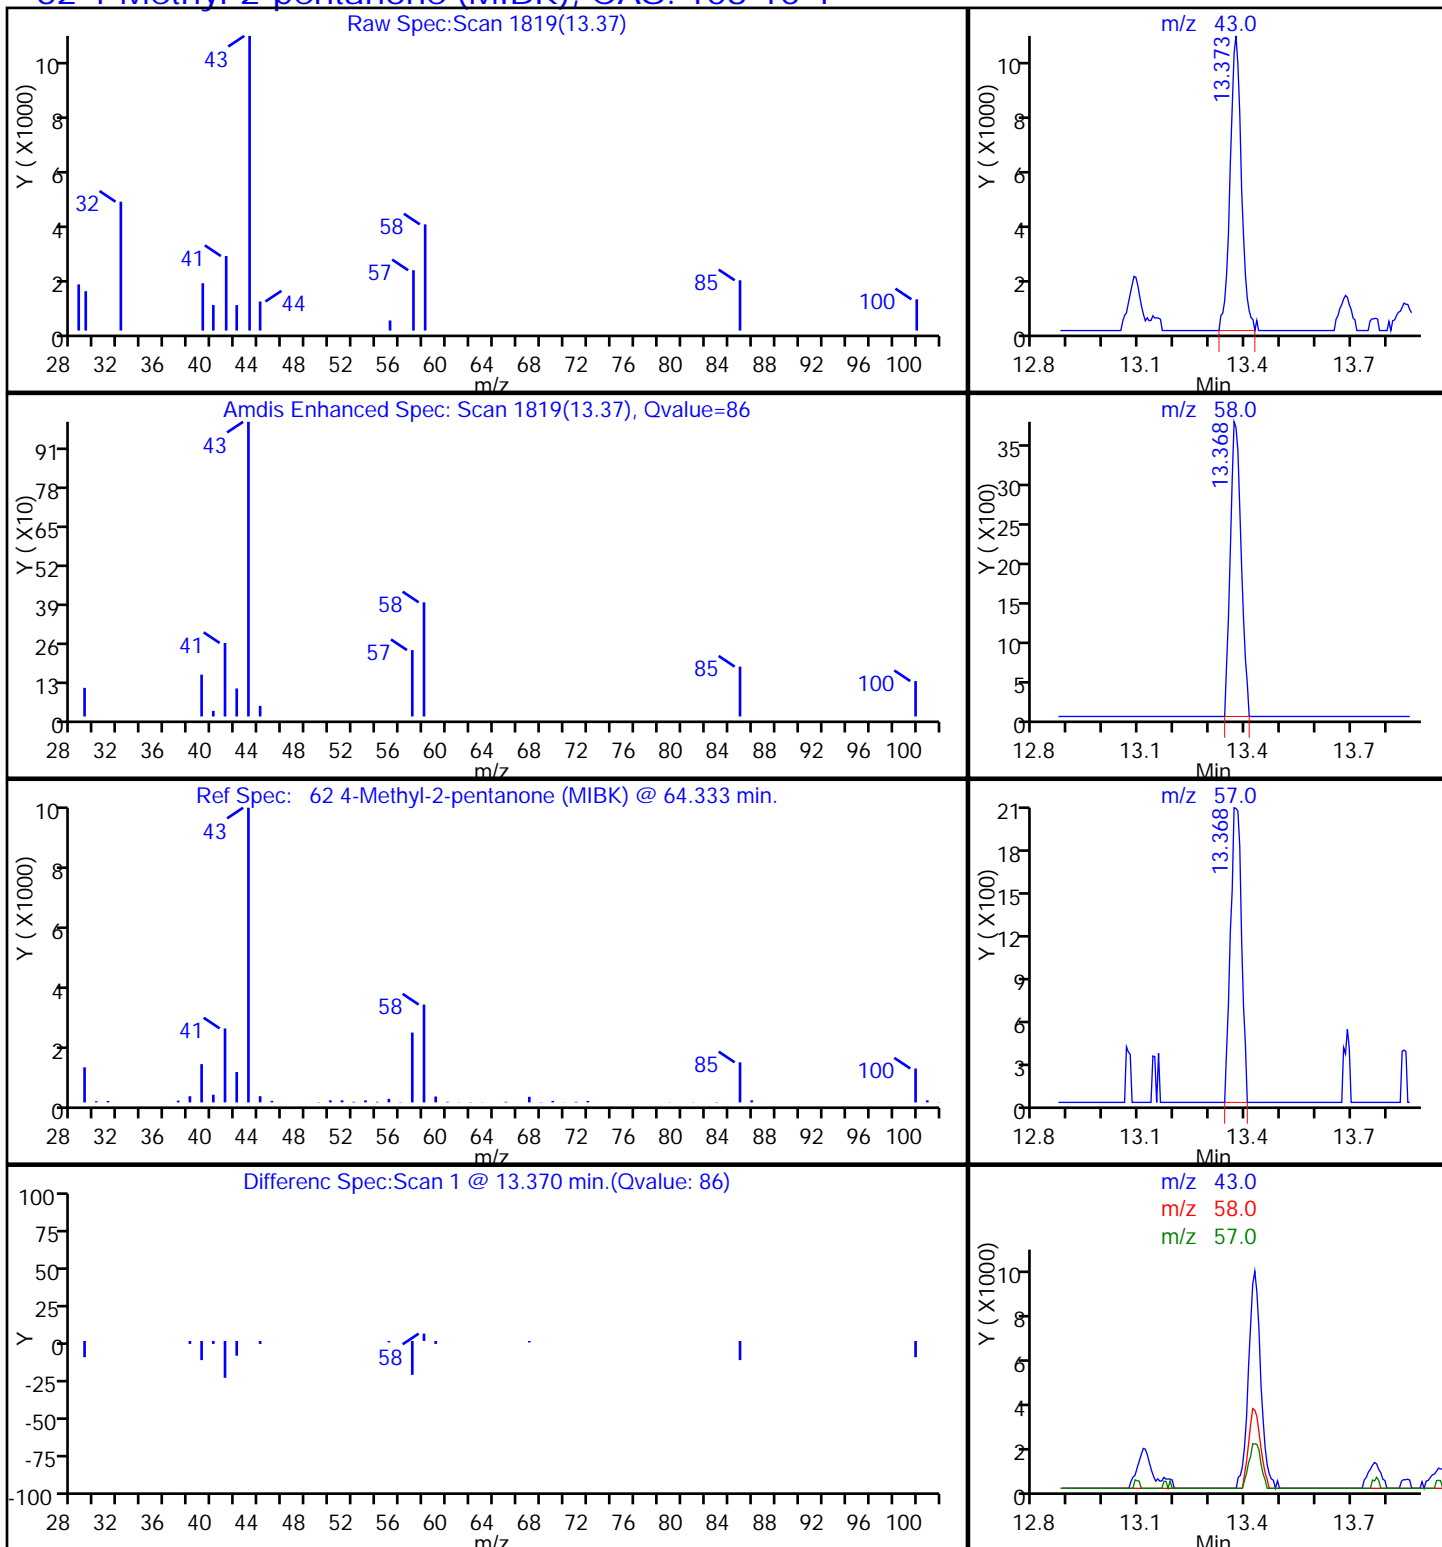 62 4-Methyl-2-pentanone (MIBK), CAS: 108-10-1
Raw Spec:Scan 1819(13.37)
43
32
58
41
57
85
44
100
Y ( X1000)
10
8
6
4
2
0
28 32 36 40 44 48 52 56 60 64 68 72 76 80 84 88 92 96 100
m/z
m/z 43.0
13.373
Y ( X1000)
10
8
6
4
2
0
12.8 13.1 13.4 13.7
Min
Amdis Enhanced Spec: Scan 1819(13.37), Qvalue=86
43
58
41
57
85
100
Y ( X10)
91
78
65
52
39
26
13
0
28 32 36 40 44 48 52 56 60 64 68 72 76 80 84 88 92 96 100
m/z
m/z 58.0
13.368
Y ( X100)
35
30
25
20
15
10
5
0
12.8 13.1 13.4 13.7
Min
Ref Spec: 62 4-Methyl-2-pentanone (MIBK) @ 64.333 min.
43
58
41
85
100
Y ( X1000)
10
8
6
4
2
0
28 32 36 40 44 48 52 56 60 64 68 72 76 80 84 88 92 96 100
m/z
m/z 57.0
13.368
Y ( X100)
21
18
15
12
9
6
3
0
12.8 13.1 13.4 13.7
Min
Differenc Spec:Scan 1 @ 13.370 min.(Qvalue: 86)
58
Y
100
75
50
25
0
-25
-50
-75
-100
28 32 36 40 44 48 52 56 60 64 68 72 76 80 84 88 92 96 100
m/z
m/z 43.0
m/z 58.0
m/z 57.0
Y ( X1000)
10
8
6
4
2
0
12.8 13.1 13.4 13.7
Min